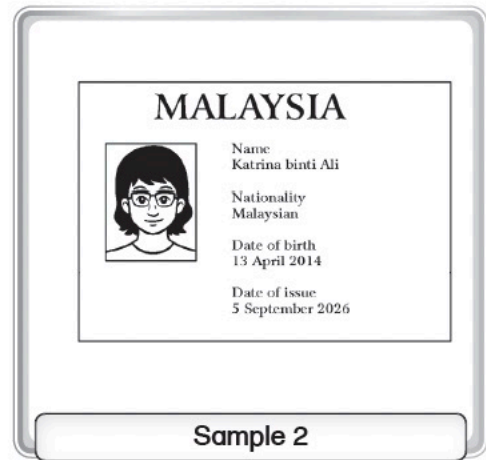 MALAYSIA
Name
Katrina binti Ali
Nationality
Malaysian
Date of birth
13 April 2014
Date of issue
5 September 2026
Sample 2